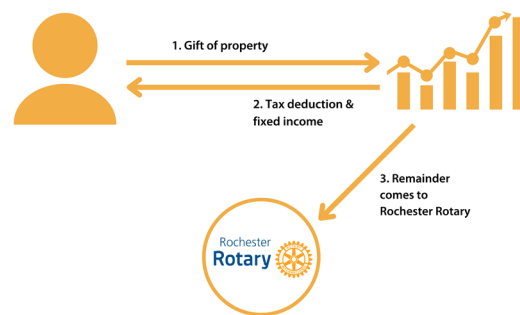 1. Gift of property
2. Tax deduction &
fixed income
3. Remainder
comes to
Rochester Rotary
Rochester
Rotary